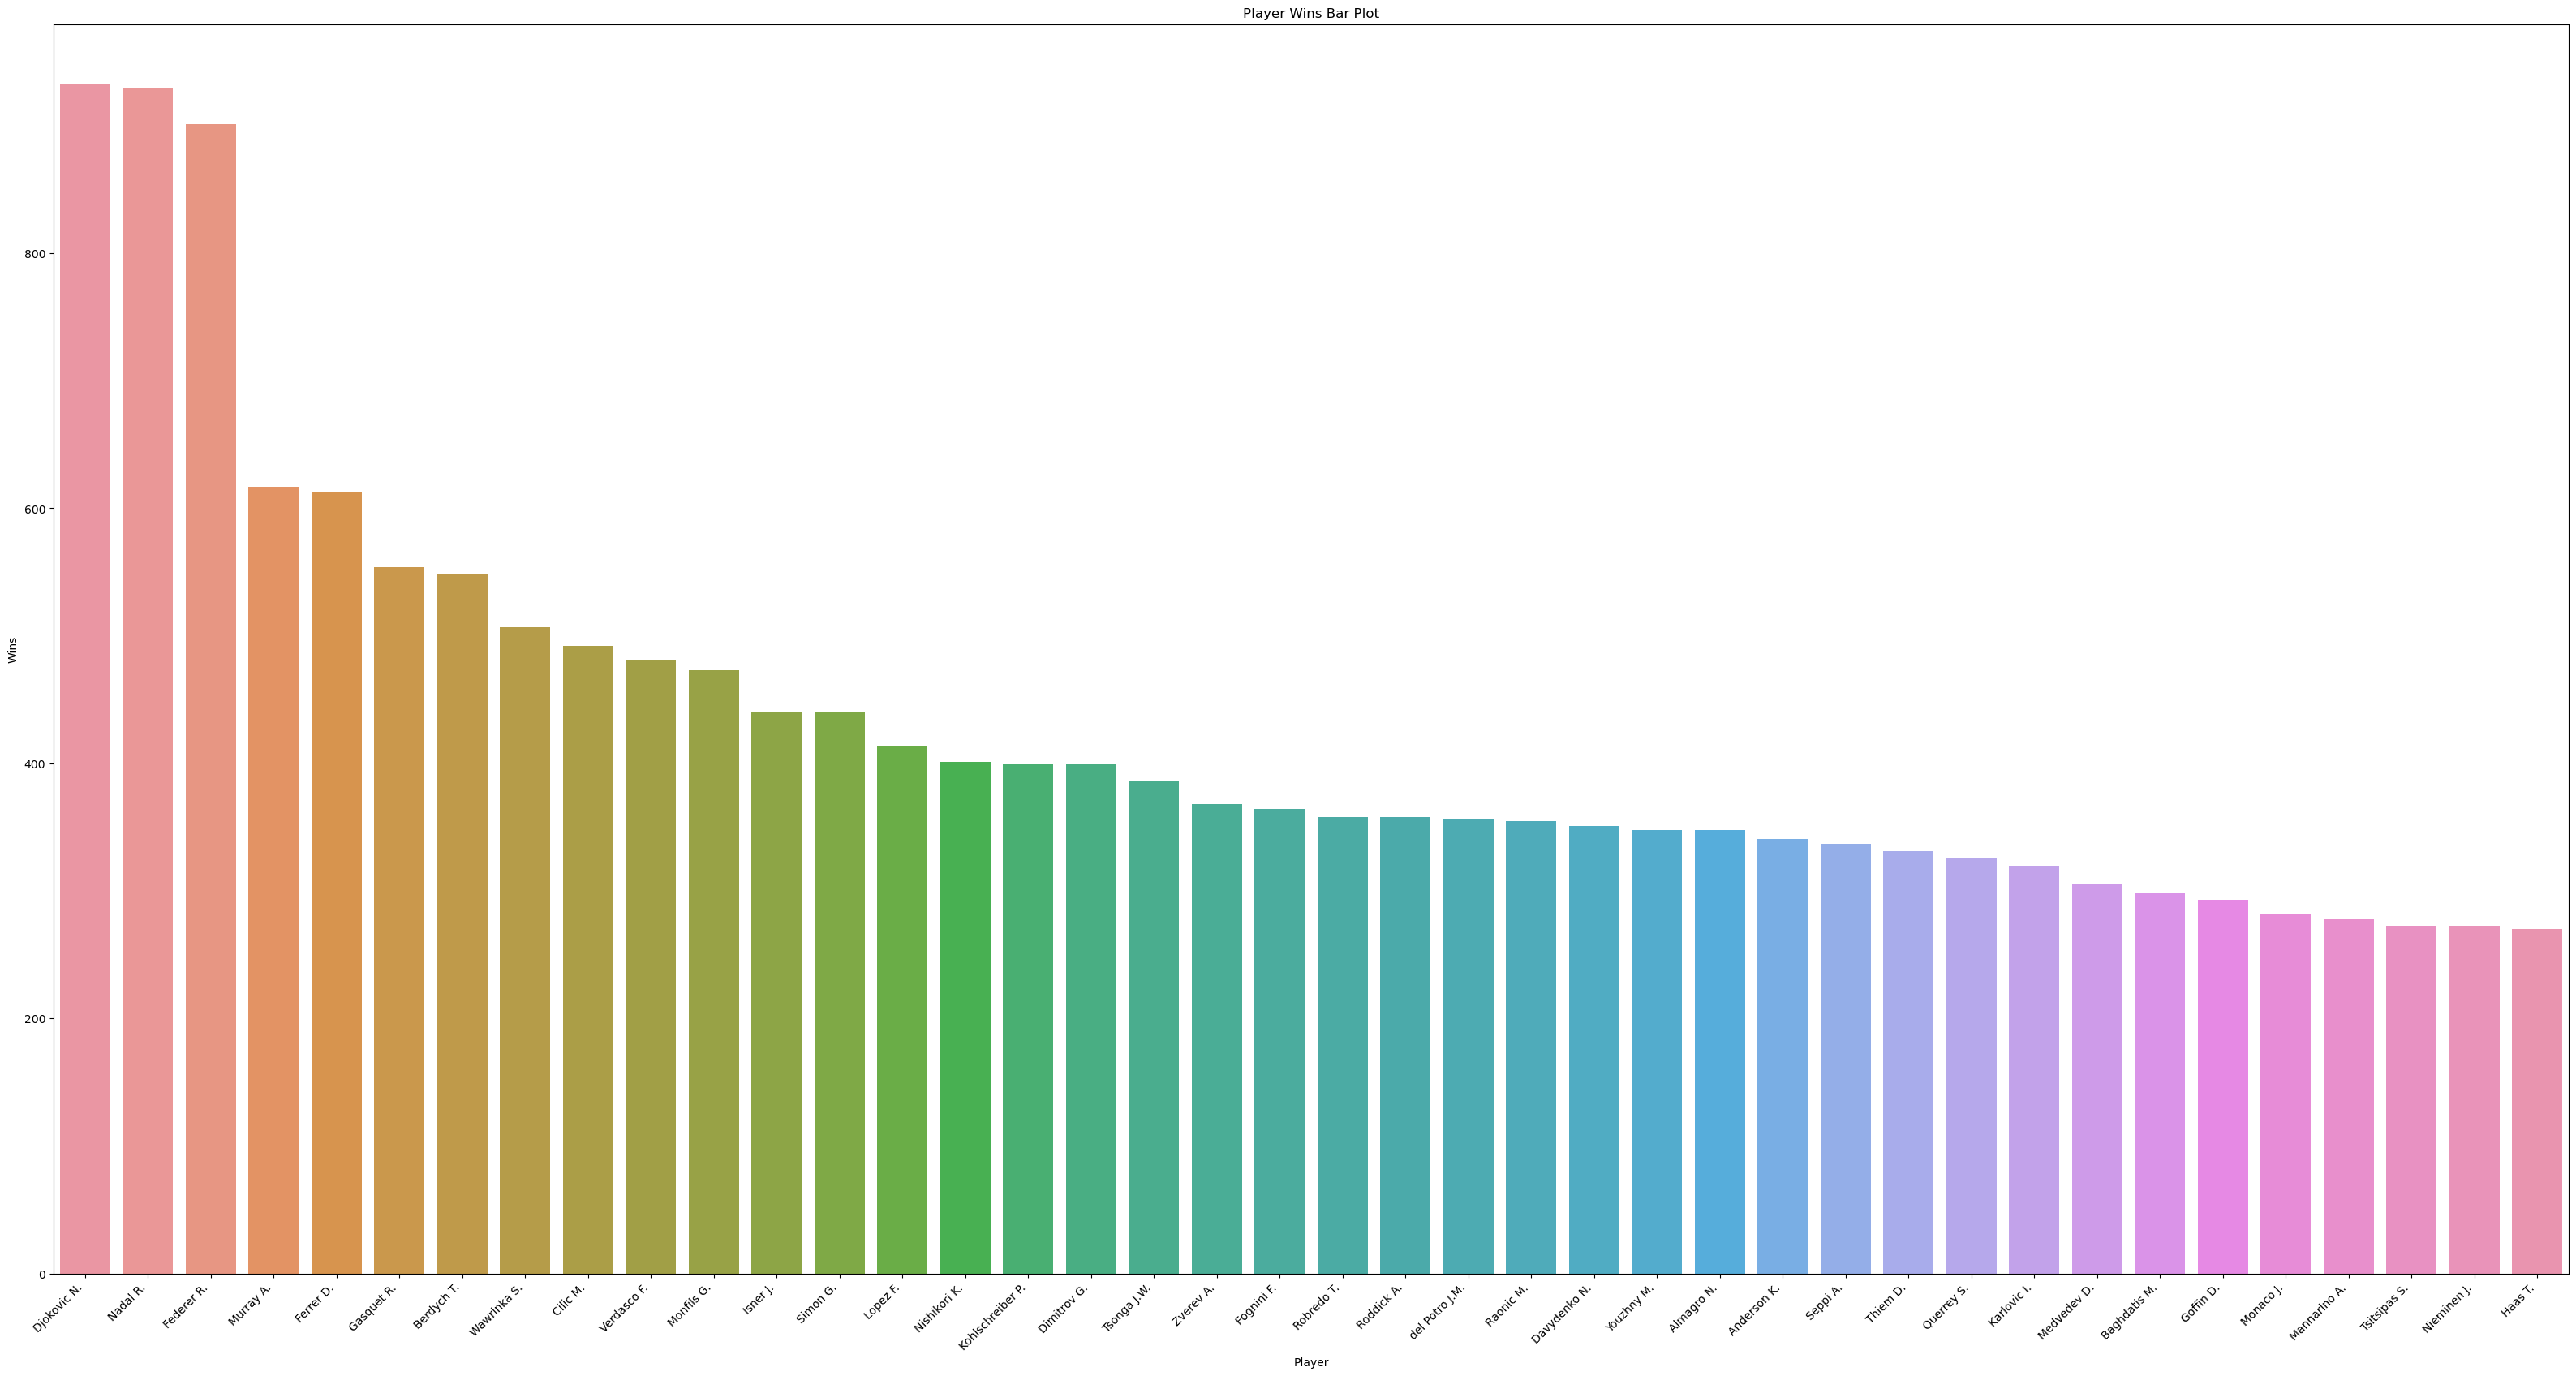 Player Wins Bar Plot
Wins
800
600
400
200
0
Djokovic N.
Nadal R.
Federer R.
Murray A.
Ferrer D.
Gasquet R.
Berdych T.
Wawrinka S.
Cilic M.
Verdasco F.
Monfils G.
Isner J.
Simon G.
Lopez F.
Nishikori K.
Kohlschreiber P.
Dimitrov G.
Tsonga J.W.
Zverev A.
Fognini F.
Robredo T.
Roddick A.
del Potro J.M.
Raonic M.
Davydenko N.
Youzhny M.
Almagro N.
Anderson K.
Seppi A.
Thiem D.
Querrey S.
Karlovic I.
Medvedev D.
Baghdatis M.
Goffin D.
Monaco J.
Mannarino A.
Tsitsipas S.
Nieminen J.
Haas T.
Player